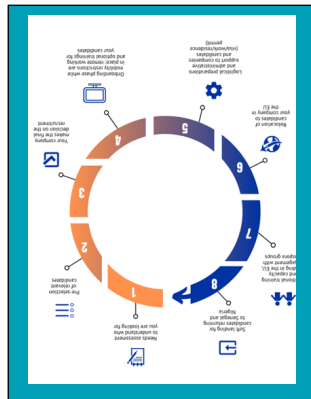 1
Needs assessment
to understand who
you are looking for
2
Pre-selection
of relevant of
candidates
3
Your company
makes the final
decision on the
recruitment
4
Onboarding phase while
mobility restrictions are
in place: remote working
and optional trainings for
your candidates
5
Logistical preparations
and administrative
support to companies
and candidates
(visa/work/residence
permit)
6
Relocation of
candidates to
your company in
the EU
7
training
and capacity
in the EU,
with
groups
8
Soft landing for
candidates returning
to Senegal and
Nigeria